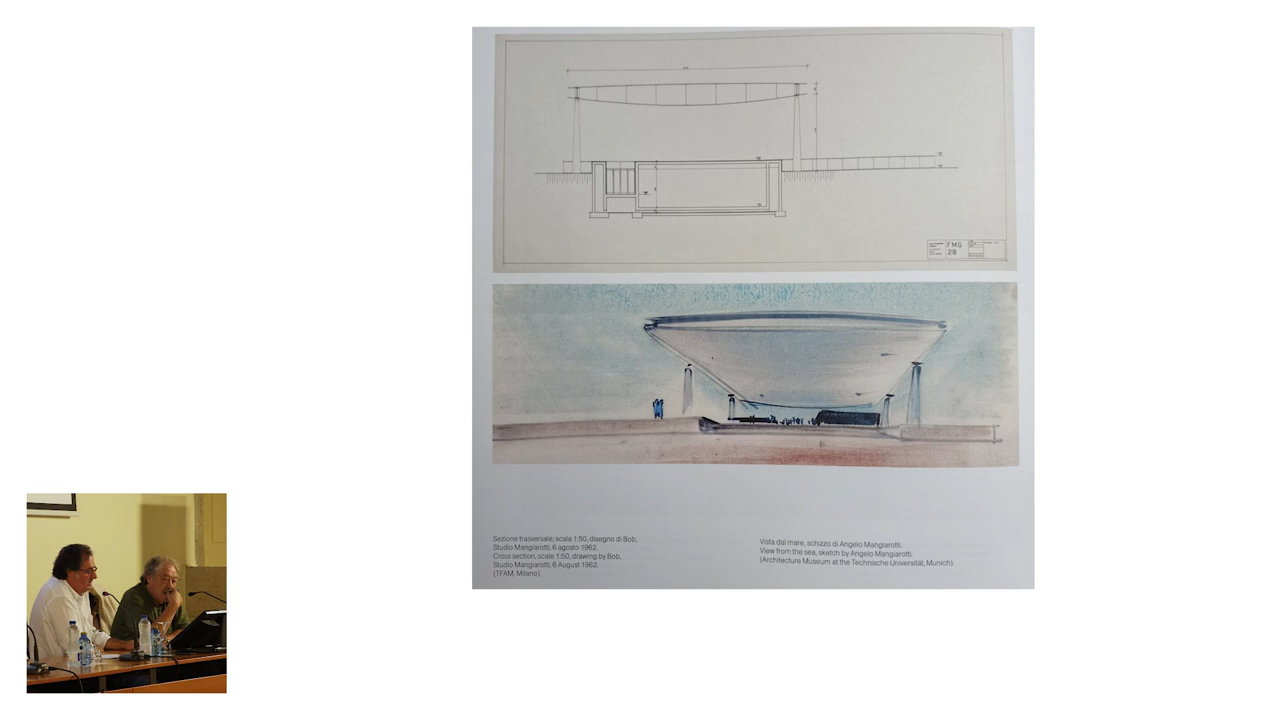 FMG
28
Sezione trasversale, scala 1:50, disegno di Bob,
Studio Mangiarotti, 6 agosto 1962.
Cross section, scale 1:50, drawing by Bob,
Studio Mangiarotti, 6 August 1962.
(TFAM, Milano).
Vista dal mare, schizzo di Angelo Mangiarotti.
View from the sea, sketch by Angelo Mangiarotti.
(Architecture Museum at the Technische Universität, Munich).